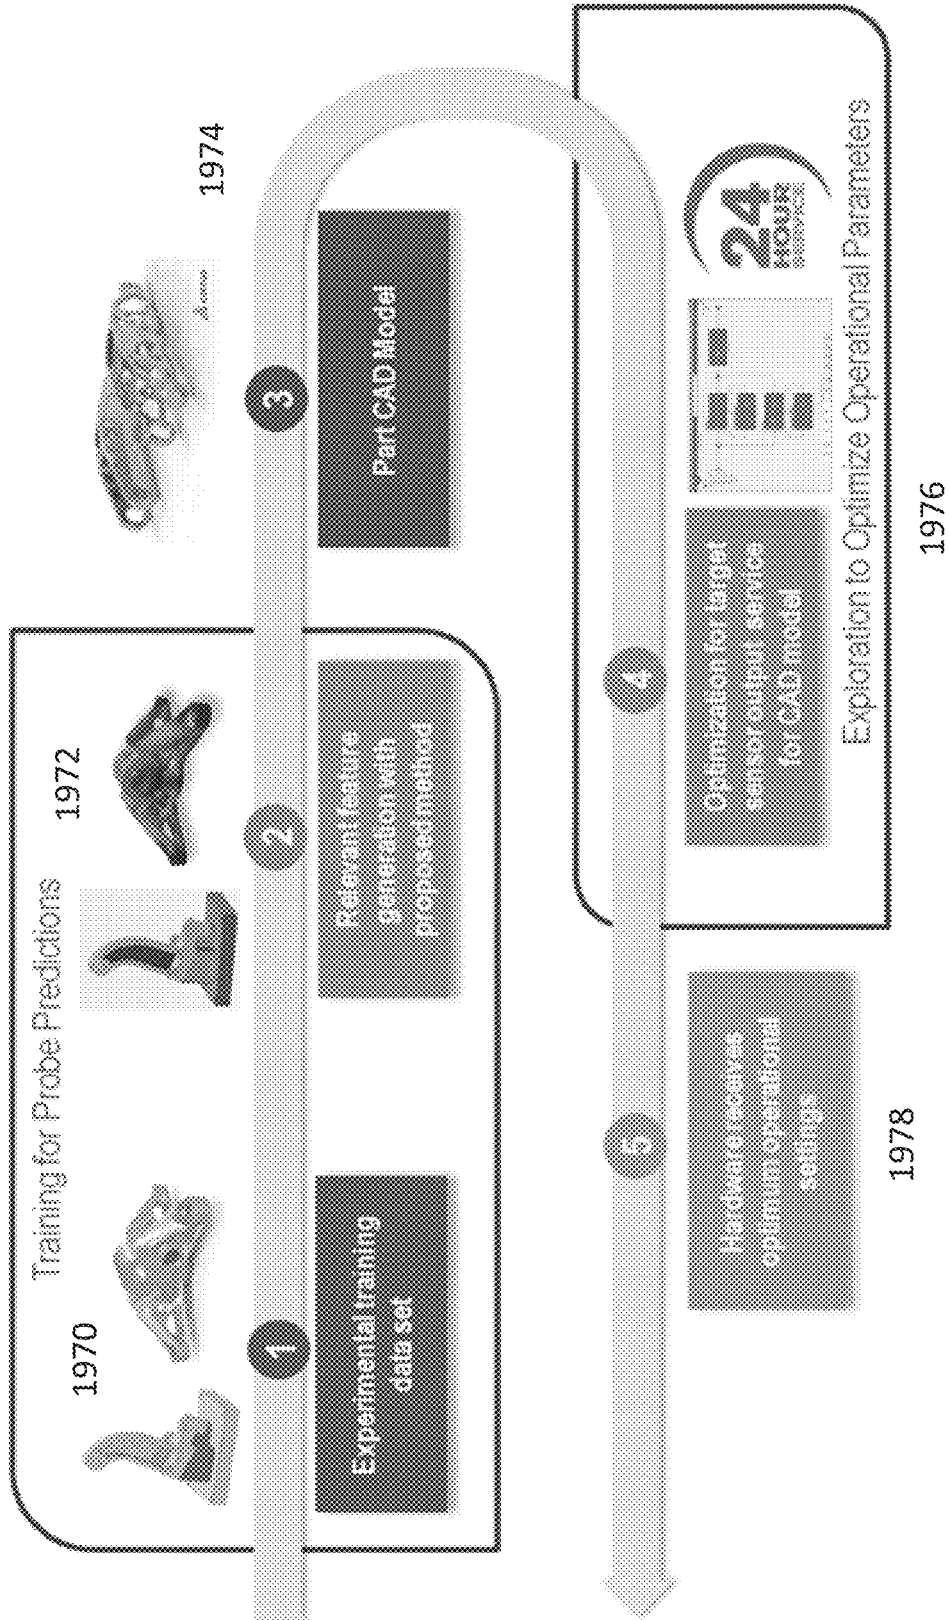 Training for Probe Predictions
1970
1972
1974
1
2
3
Experimental training
data set
Relevant feature
generation with
proposed method
Part CAD Model
4
5
Optimization for target
sensor output service
for CAD model
24
HOUR
SERVICE
Exploration to Optimize Operational Parameters
1976
Hardware receives
optimum operational
settings
1978